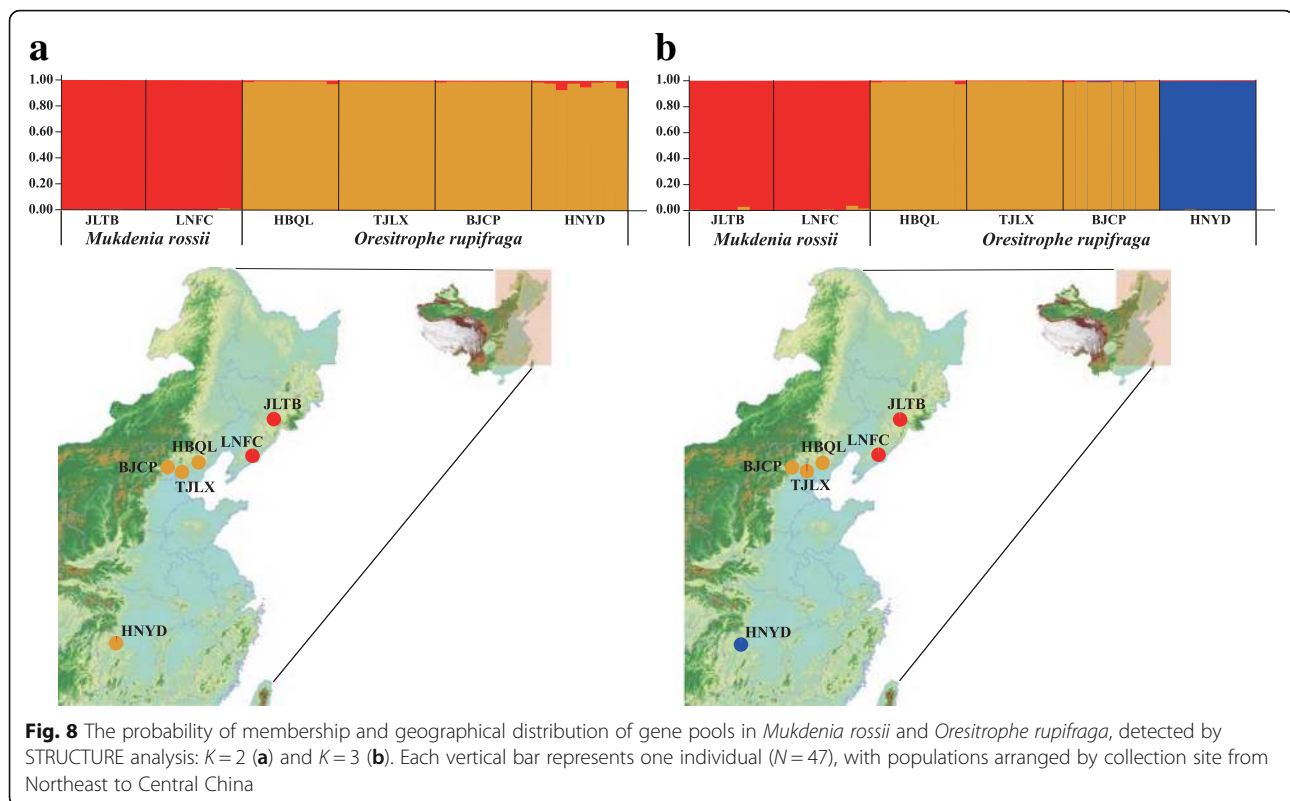 a
b
1.00
0.80
0.60
0.40
0.20
0.00
JLTB LNFC HBQL TJLX BJCP HNYD
Mukdenia rossii Oresitrophe rupifraga
1.00
0.80
0.60
0.40
0.20
0.00
JLTB LNFC HBQL TJLX BJCP HNYD
Mukdenia rossii Oresitrophe rupifraga
JLTB
LNFC
HBQL
BJCP
TJLX
HNYD
JLTB
LNFC
HBQL
BJCP
TJLX
HNYD
Fig. 8 The probability of membership and geographical distribution of gene pools in Mukdenia rossii and Oresitrophe rupifraga, detected by
STRUCTURE analysis: K = 2 (a) and K = 3 (b). Each vertical bar represents one individual (N = 47), with populations arranged by collection site from
Northeast to Central China